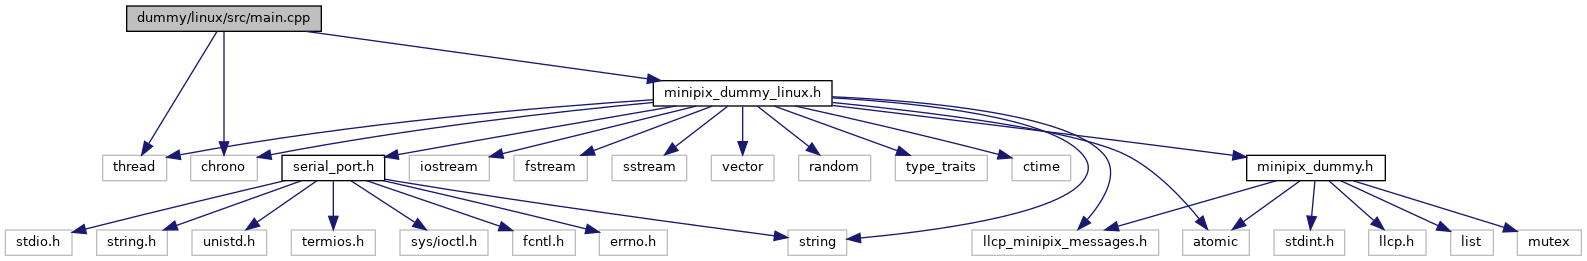 dummy/linux/src/main.cpp
minipix_dummy_linux.h
thread
chrono
serial_port.h
iostream
fstream
sstream
vector
random
type_traits
ctime
minipix_dummy.h
stdio.h
string.h
unistd.h
termios.h
sys/ioctl.h
fcntl.h
errno.h
string
llcp_minipix_messages.h
atomic
stdint.h
llcp.h
list
mutex